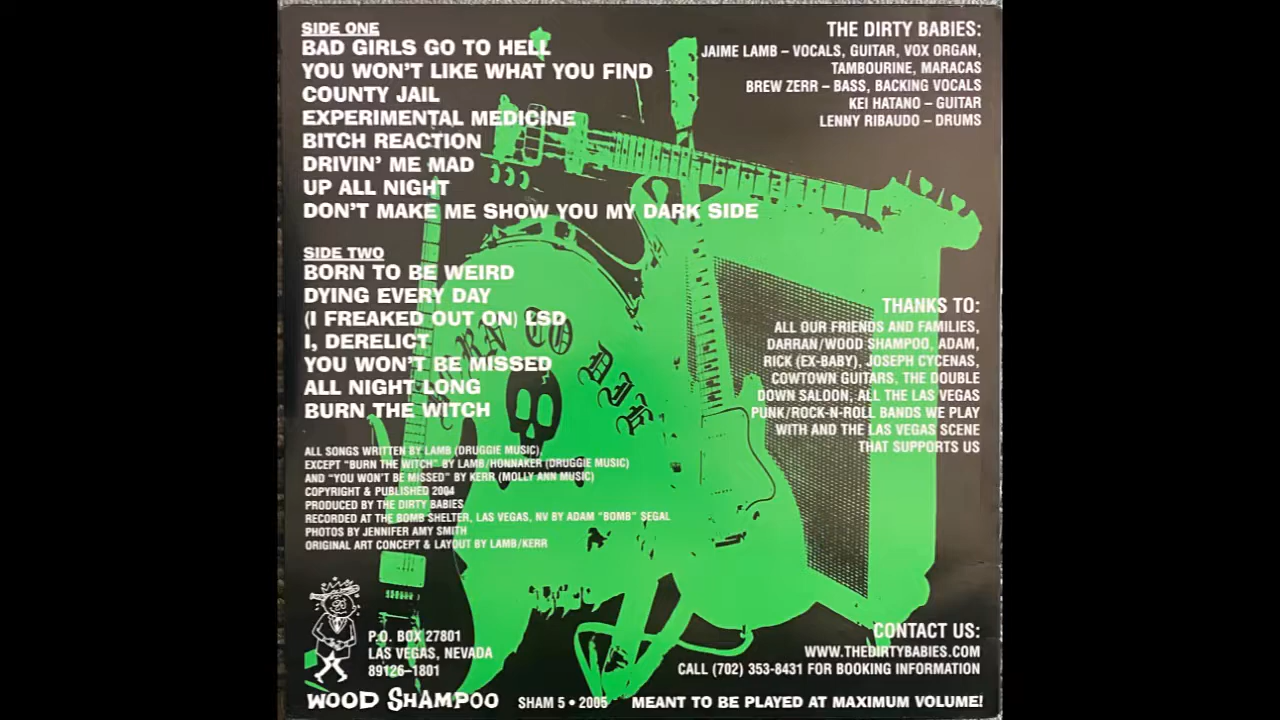 SIDE ONE
BAD GIRLS GO TO HELL
YOU WON'T LIKE WHAT YOU FIND
COUNTY JAIL
EXPERIMENTAL MEDICINE
BITCH REACTION
DRIVIN' ME MAD
UP ALL NIGHT
DON'T MAKE ME SHOW YOU MY DARK SIDE
SIDE TWO
BORN TO BE WEIRD
DYING EVERY DAY
(I FREAKED OUT ON) LSD
I, DERELICT
YOU WON'T BE MISSED
ALL NIGHT LONG
BURN THE WITCH
ALL SONGS WRITTEN BY LAMB (DRUGGIE MUSIC),
EXCEPT "BURN THE WITCH" BY LAMB/HONNAKER (DRUGGIE MUSIC)
AND "YOU WON'T BE MISSED" BY KERR (MOLLY ANN MUSIC)
COPYRIGHT & PUBLISHED 2004
PRODUCED BY THE DIRTY BABIES
RECORDED AT THE BOMB SHELTER, LAS VEGAS, NV BY ADAM "BOMB" SEGAL
PHOTOS BY JENNIFER AMY SMITH
ORIGINAL ART CONCEPT & LAYOUT BY LAMB/KERR
P.O. BOX 27801
LAS VEGAS, NEVADA
89126–1801
WOOD SHAMPOO
SHAM 5 • 2005
THE DIRTY BABIES:
JAIME LAMB – VOCALS, GUITAR, VOX ORGAN,
TAMBOURINE, MARACAS
BREW ZERR – BASS, BACKING VOCALS
KEI HATANO – GUITAR
LENNY RIBAUDO – DRUMS
BORN TO DIE
THANKS TO:
ALL OUR FRIENDS AND FAMILIES,
DARRAN/WOOD SHAMPOO, ADAM,
RICK (EX-BABY), JOSEPH CYCENAS,
COWTOWN GUITARS, THE DOUBLE
DOWN SALOON, ALL THE LAS VEGAS
PUNK/ROCK-N-ROLL BANDS WE PLAY
WITH AND THE LAS VEGAS SCENE
THAT SUPPORTS US
CONTACT US:
WWW.THEDIRTYBABIES.COM
CALL (702) 353-8431 FOR BOOKING INFORMATION
MEANT TO BE PLAYED AT MAXIMUM VOLUME!